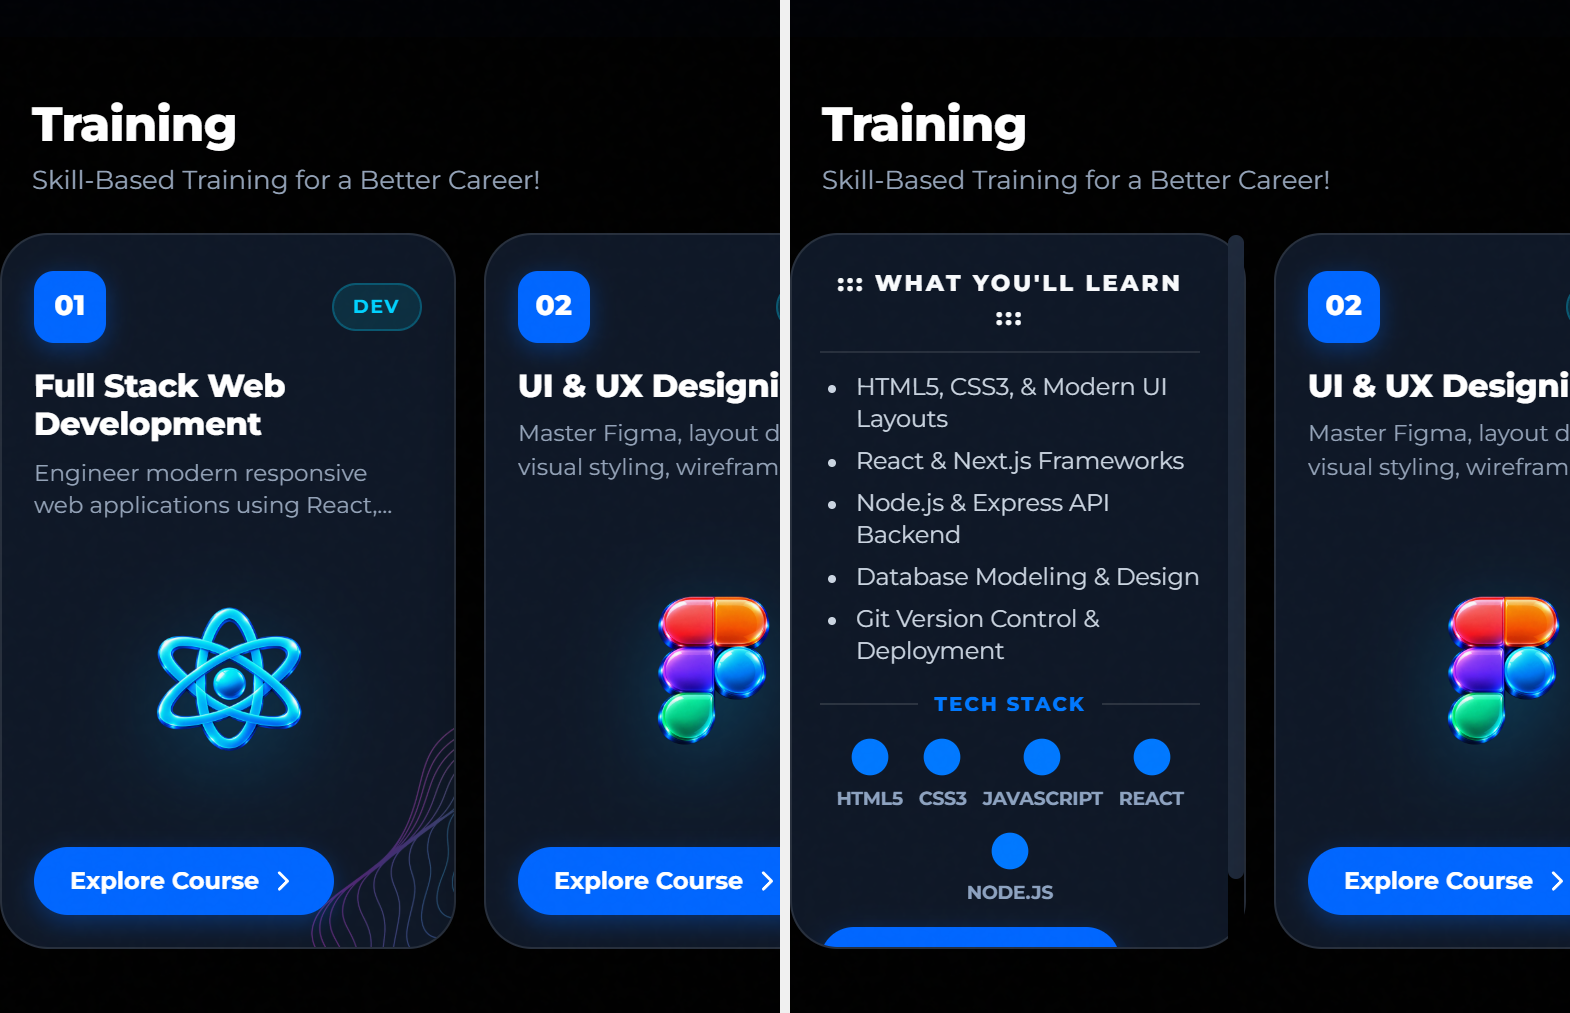 Training
Skill-Based Training for a Better Career!
01
DEV
Full Stack Web
Development
Engineer modern responsive
web applications using React,...
Explore Course
02
UI & UX Designi
Master Figma, layout d
visual styling, wirefram
Explore Course
Training
Skill-Based Training for a Better Career!
WHAT YOU'LL LEARN
• HTML5, CSS3, & Modern UI
Layouts
• React & Next.js Frameworks
• Node.js & Express API
Backend
• Database Modeling & Design
• Git Version Control &
Deployment
TECH STACK
HTML5 CSS3 JAVASCRIPT REACT
NODE.JS
02
UI & UX Designi
Master Figma, layout d
visual styling, wirefram
Explore Course